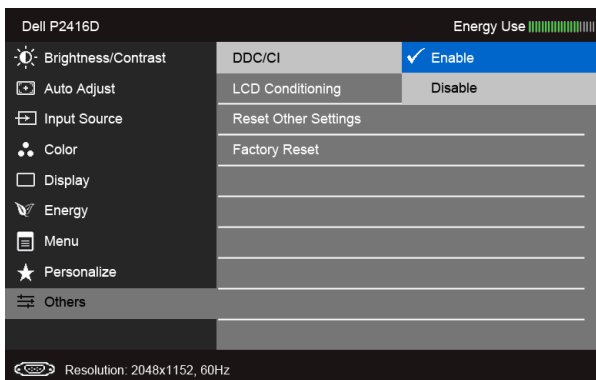 Dell P2416D
Energy Use
Brightness/Contrast
DDC/CI
Enable
Auto Adjust
LCD Conditioning
Disable
Input Source
Reset Other Settings
Color
Factory Reset
Display
Energy
Menu
Personalize
Others
Resolution: 2048x1152, 60Hz